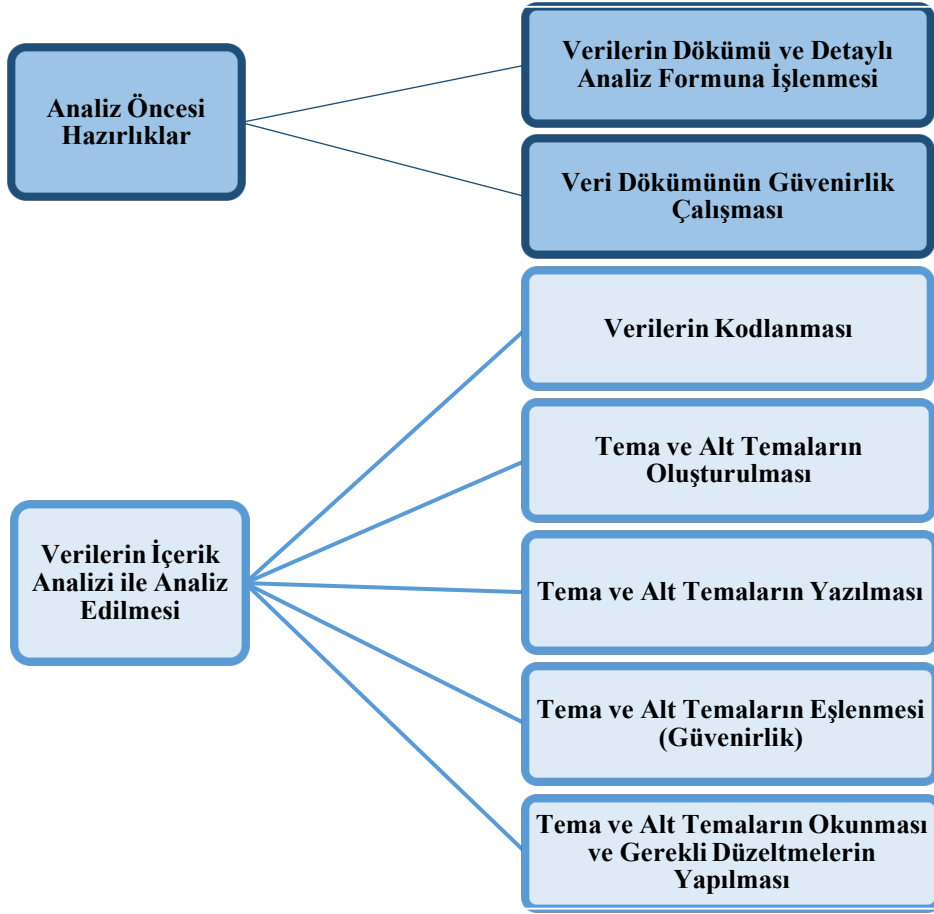 Analiz Öncesi
Hazırlıklar
Verilerin Dökümü ve Detaylı
Analiz Formuna İşlenmesi
Veri Dökümünün Güvenirlik
Çalışması
Verilerin İçerik
Analizi ile Analiz
Edilmesi
Verilerin Kodlanması
Tema ve Alt Temaların
Oluşturulması
Tema ve Alt Temaların Yazılması
Tema ve Alt Temaların Eşlenmesi
(Güvenirlik)
Tema ve Alt Temaların Okunması
ve Gerekli Düzeltmelerin
Yapılması